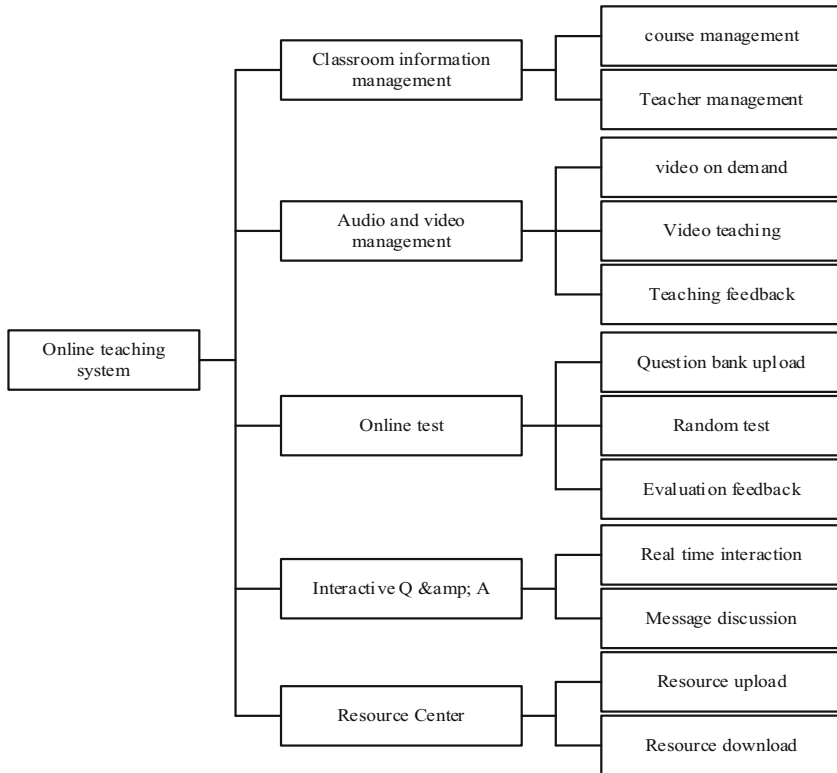 Online teaching
system
Classroom information
management
course management
Teacher management
Audio and video
management
video on demand
Video teaching
Teaching feedback
Online test
Question bank upload
Random test
Evaluation feedback
Interactive Q &amp; A
Real time interaction
Message discussion
Resource Center
Resource upload
Resource download